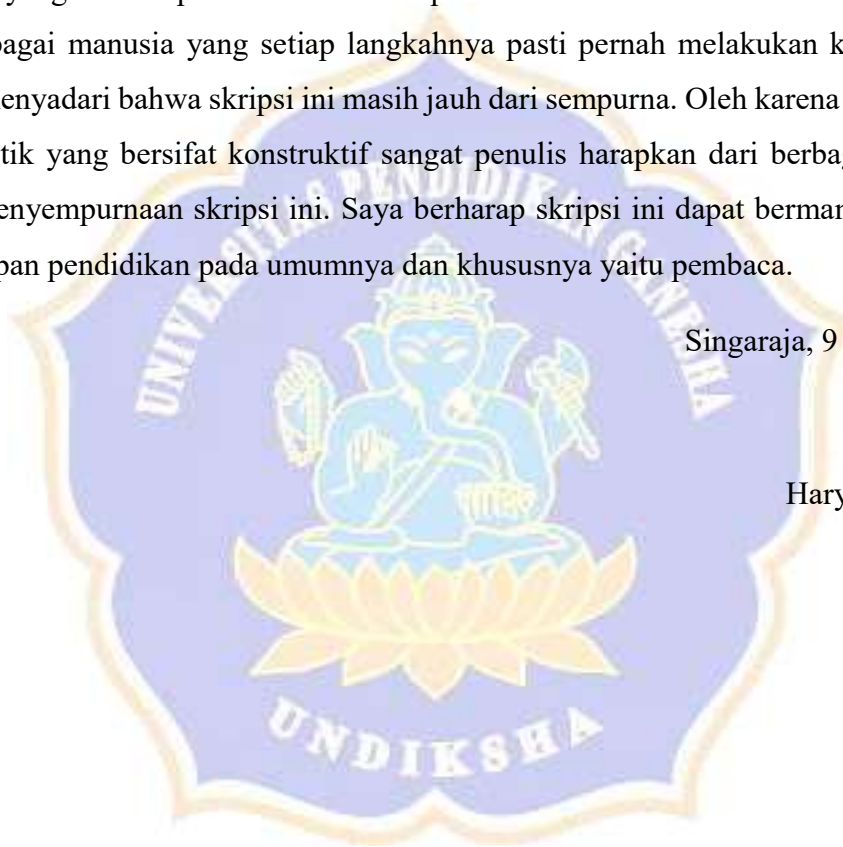 bagai manusia yang setiap langkahnya pasti pernah melakukan k
enyadari bahwa skripsi ini masih jauh dari sempurna. Oleh karena
tik yang bersifat konstruktif sangat penulis harapkan dari berbag
enyempurnaan skripsi ini. Saya berharap skripsi ini dapat berman
pan pendidikan pada umumnya dan khususnya yaitu pembaca.
UNIVERSITAS PENDIDIKAN GANESHA
Singaraja, 9
Hary
UNDIKSHA